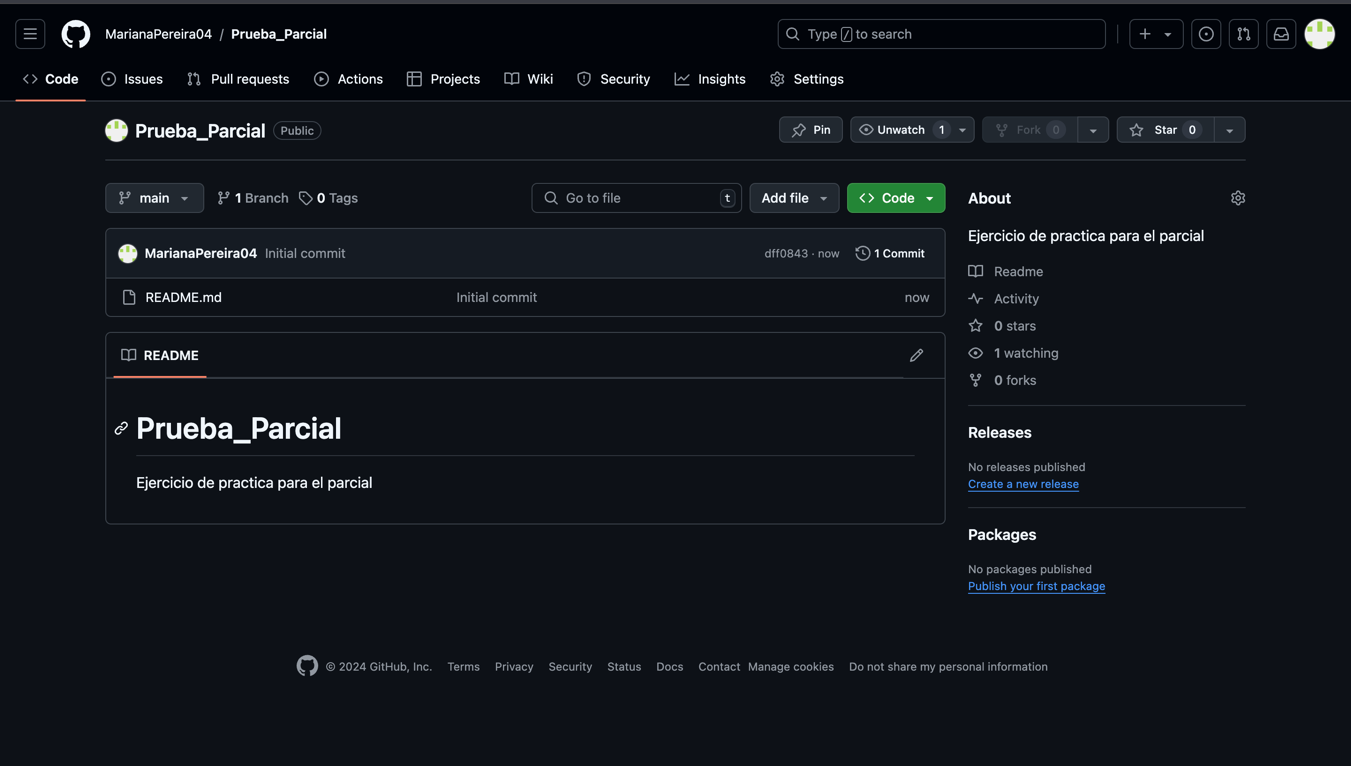 MarianaPereira04 / Prueba_Parcial
Type / to search
Code Issues Pull requests Actions Projects Wiki Security Insights Settings
Prueba_Parcial Public
Pin Unwatch 1 Fork 0 Star 0
main 1 Branch 0 Tags Go to file t Add file Code
MarianaPereira04 Initial commit dff0843 · now 1 Commit
README.md Initial commit now
README
Prueba_Parcial
Ejercicio de practica para el parcial
About
Ejercicio de practica para el parcial
Readme
Activity
0 stars
1 watching
0 forks
Releases
No releases published
Create a new release
Packages
No packages published
Publish your first package
© 2024 GitHub, Inc. Terms Privacy Security Status Docs Contact Manage cookies Do not share my personal information